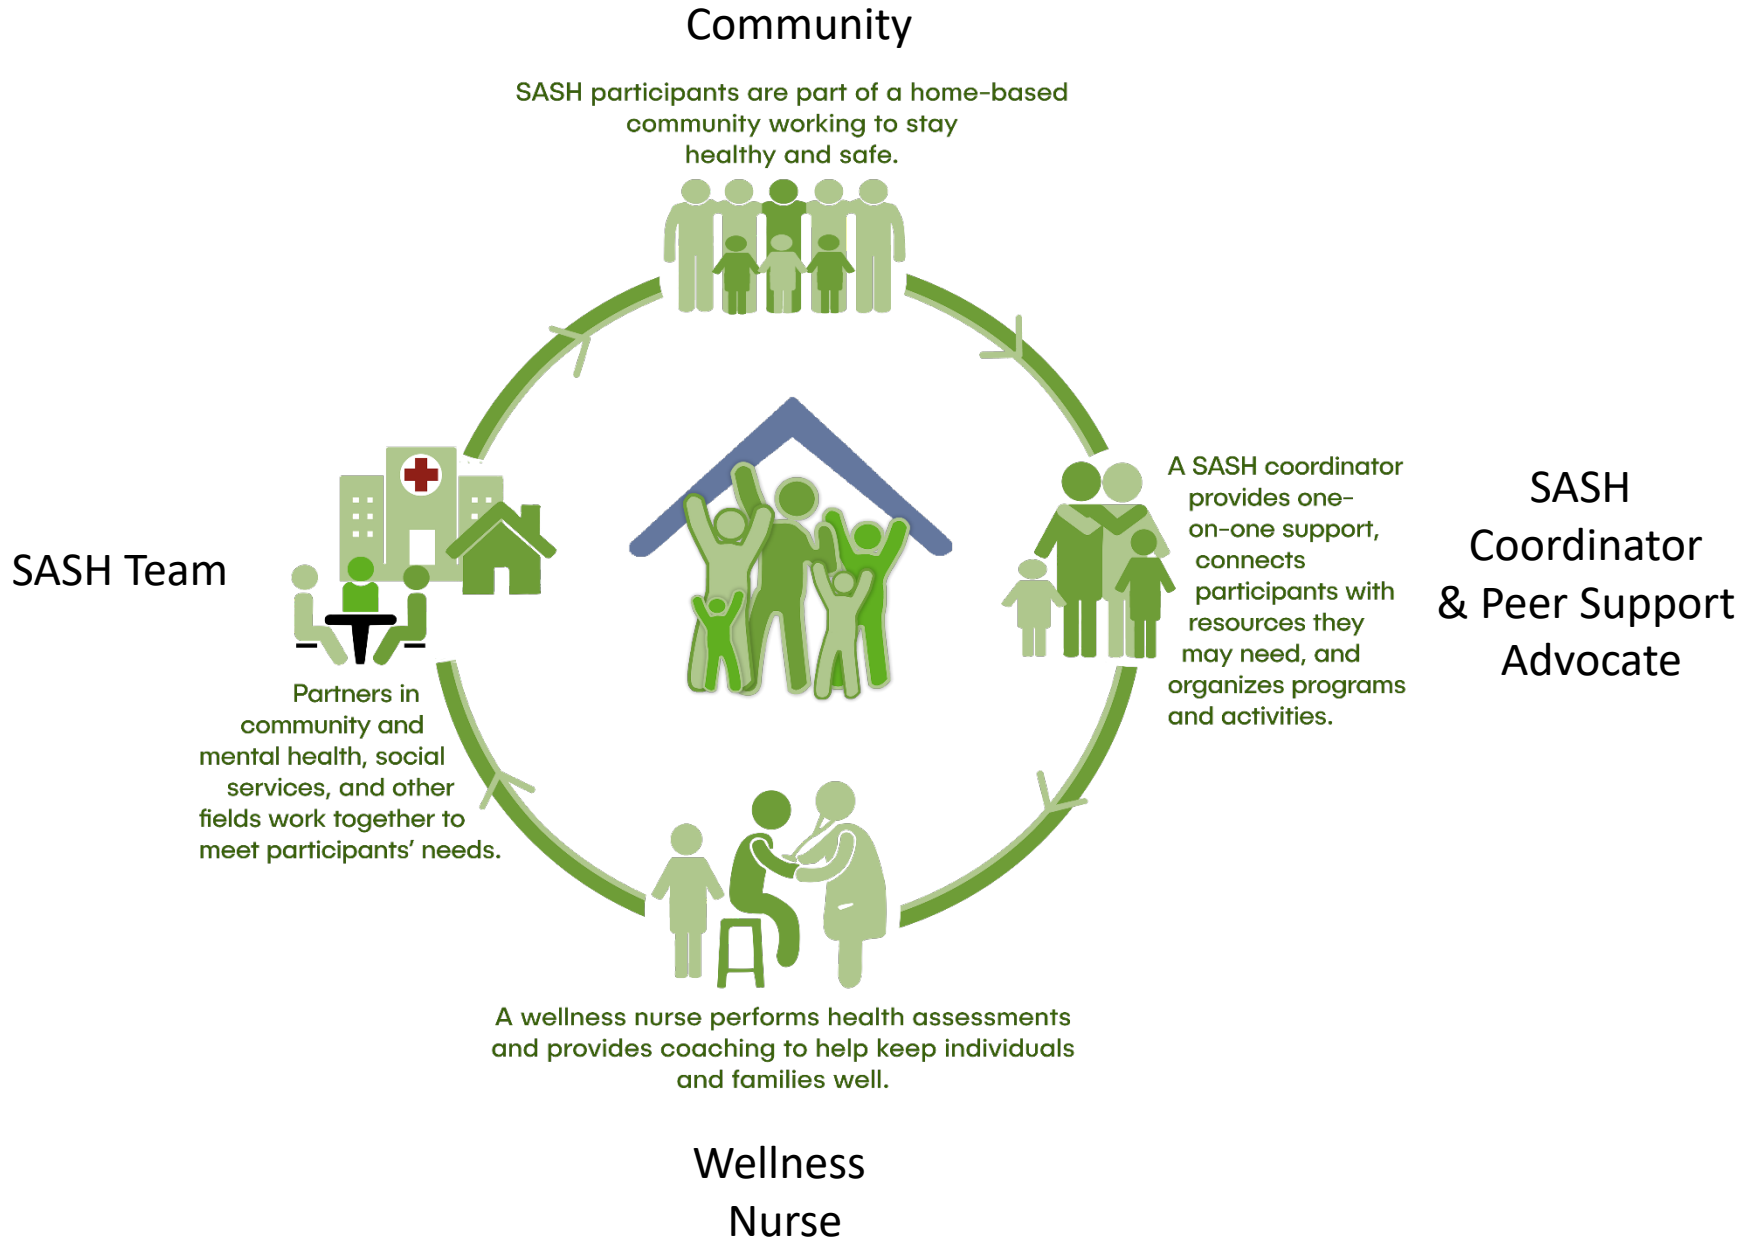 Community
SASH participants are part of a home-based
community working to stay
healthy and safe.
A SASH coordinator
provides one-
on-one support,
connects
participants with
resources they
may need, and
organizes programs
and activities.
SASH
Coordinator
& Peer Support
Advocate
SASH Team
Partners in
community and
mental health, social
services, and other
fields work together to
meet participants’ needs.
A wellness nurse performs health assessments
and provides coaching to help keep individuals
and families well.
Wellness
Nurse